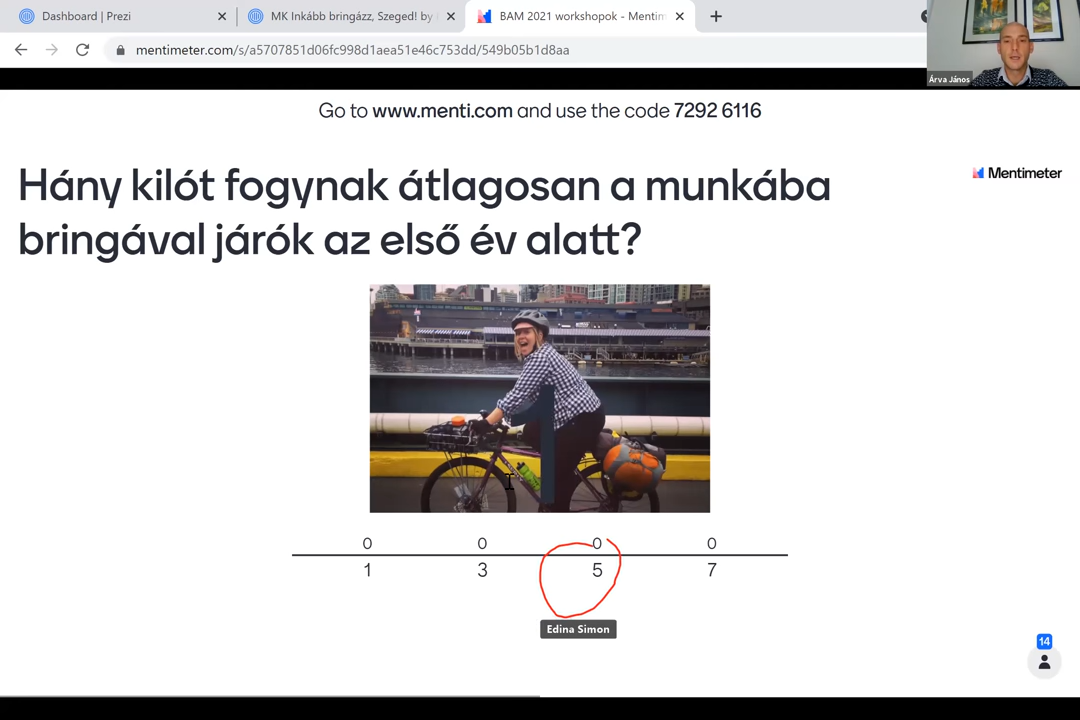 Dashboard | Prezi
MK Inkább bringázz, Szeged! by
BAM 2021 workshopok - Mentim
mentimeter.com/s/a5707851d06fc998d1aea51e46c753dd/549b05b1d8aa
Árva János
Go to www.menti.com and use the code 7292 6116
Mentimeter
Hány kilót fogynak átlagosan a munkába
bringával járók az első év alatt?
0 0 0 0
1 3 5 7
Edina Simon
14